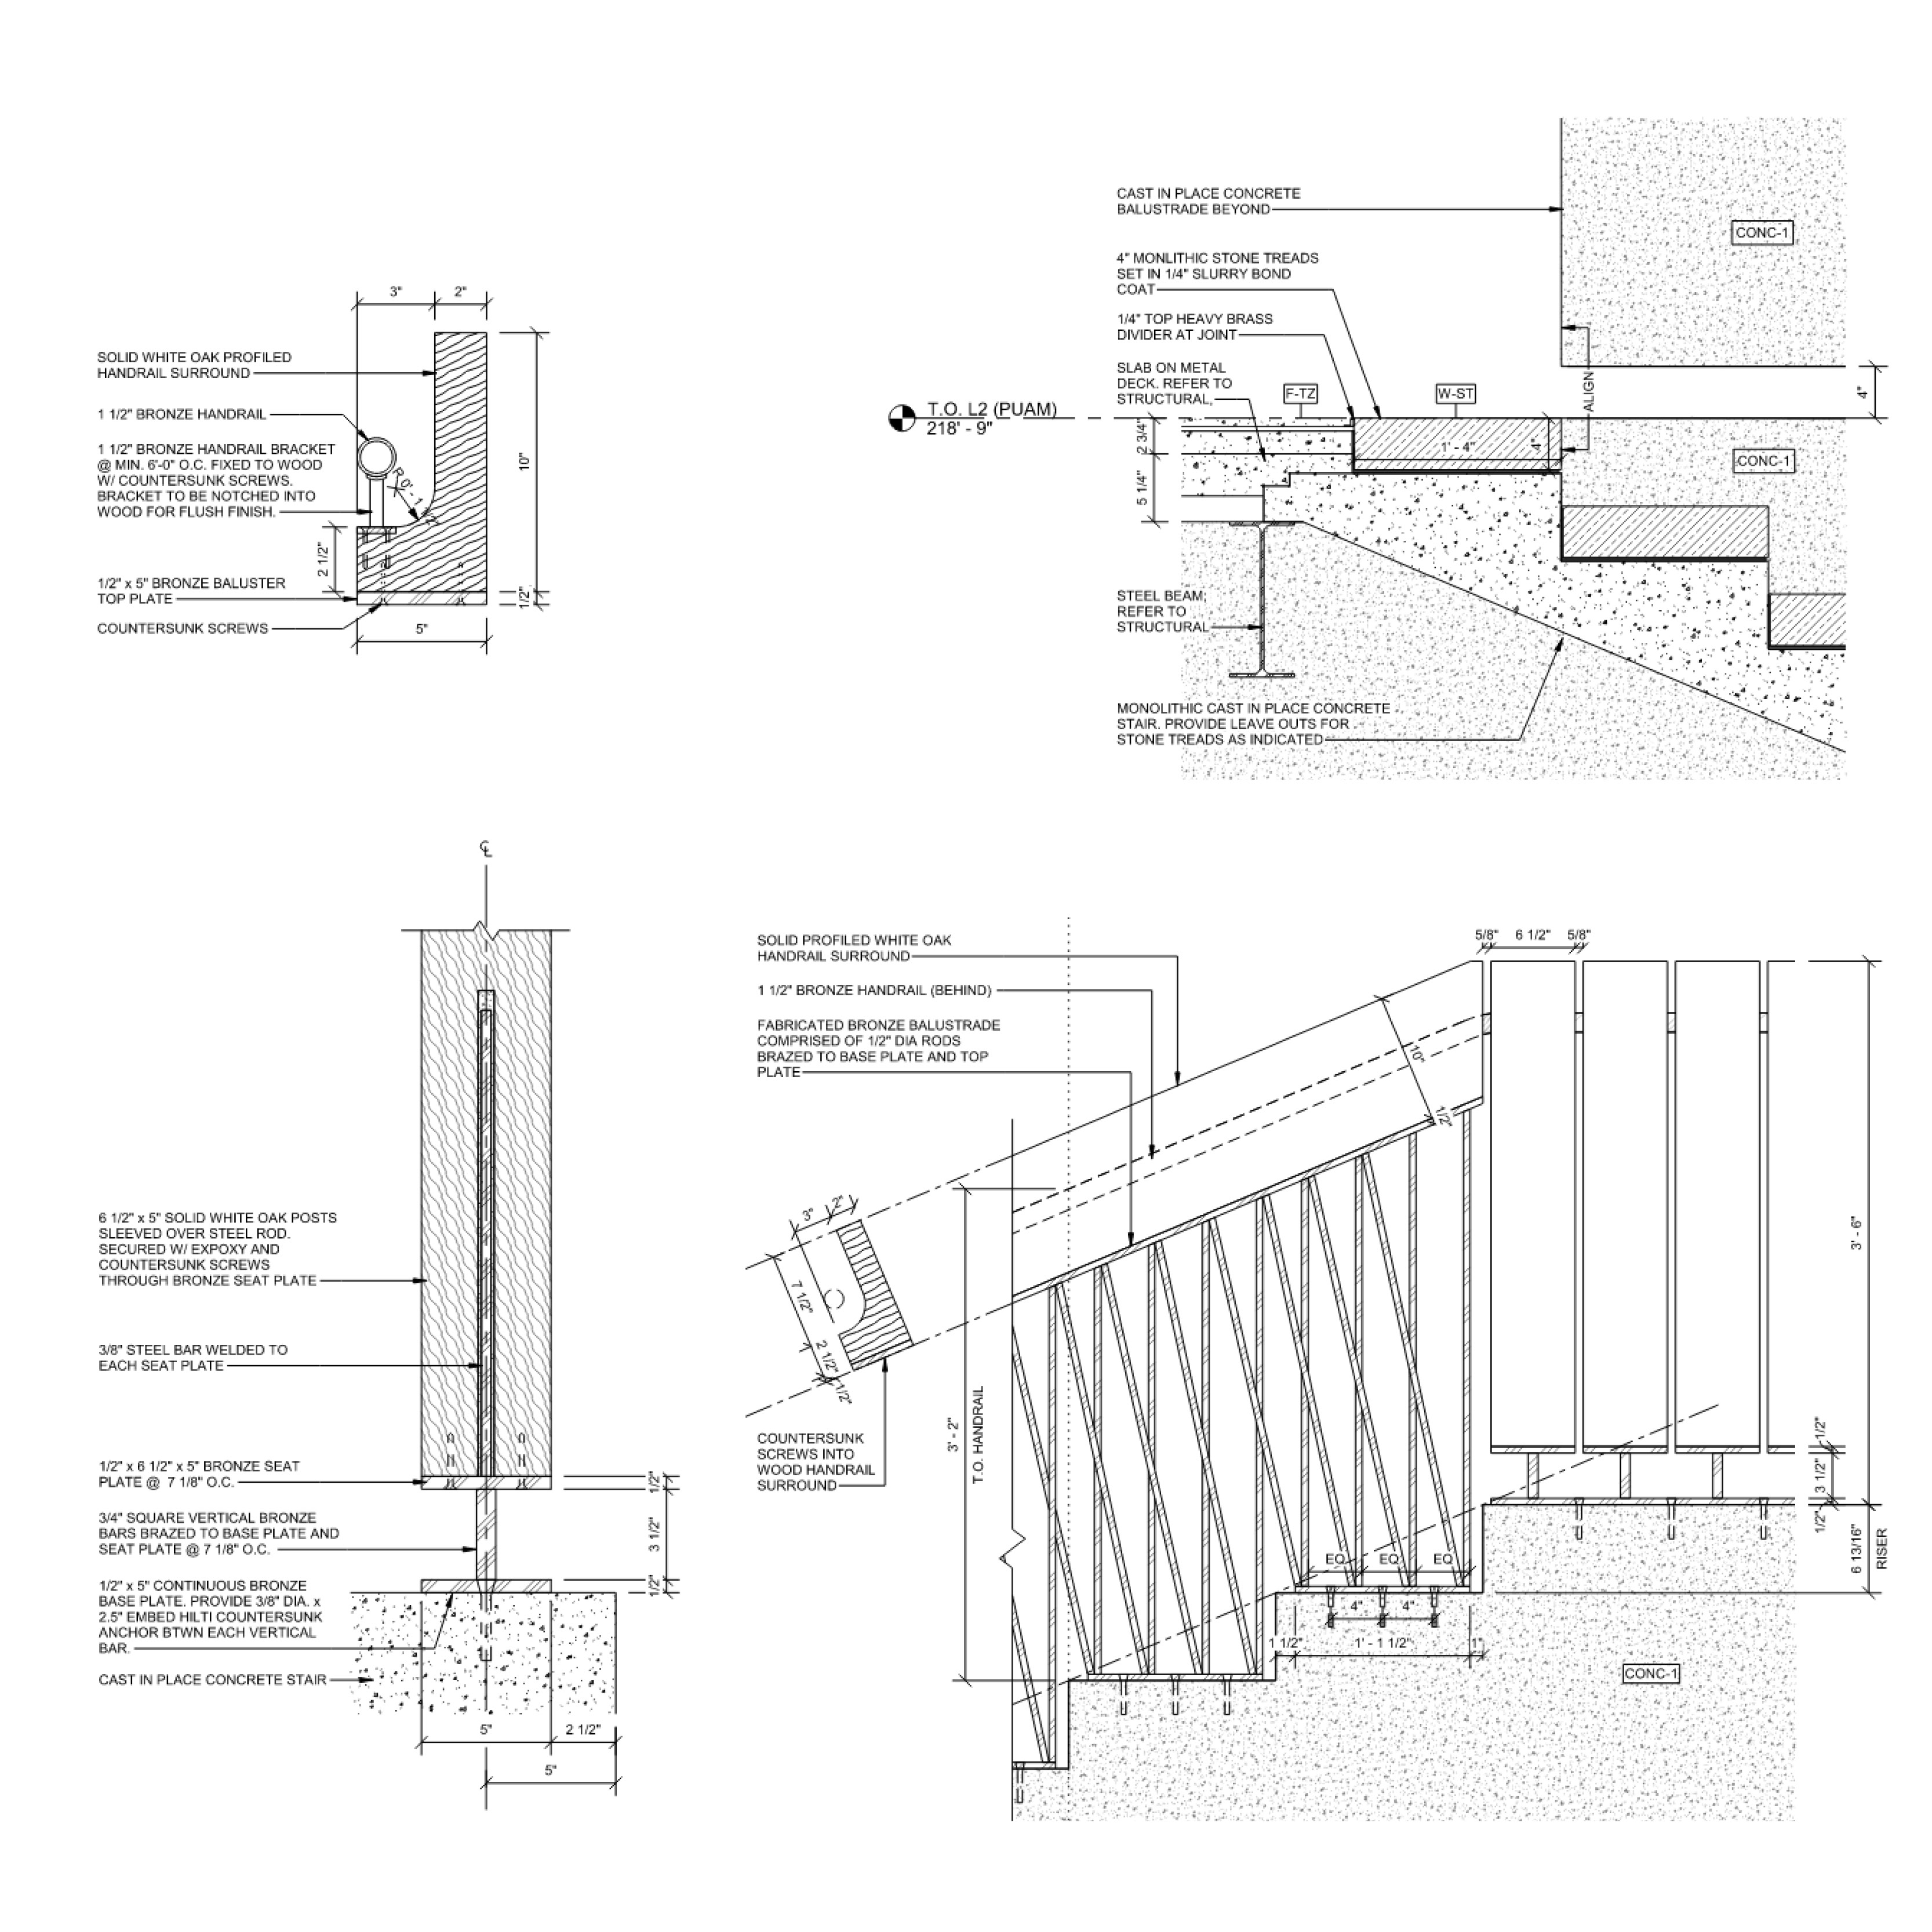 3"
2"
SOLID WHITE OAK PROFILED
HANDRAIL SURROUND
1 1/2" BRONZE HANDRAIL
1 1/2" BRONZE HANDRAIL BRACKET
@ MIN. 6'-0" O.C. FIXED TO WOOD
W/ COUNTERSUNK SCREWS.
BRACKET TO BE NOTCHED INTO
WOOD FOR FLUSH FINISH.
R 0' - 1 1/2"
10"
2 1/2"
1/2" x 5" BRONZE BALUSTER
TOP PLATE
1/2"
COUNTERSUNK SCREWS
5"
CAST IN PLACE CONCRETE
BALUSTRADE BEYOND
CONC-1
4" MONLITHIC STONE TREADS
SET IN 1/4" SLURRY BOND
COAT
1/4" TOP HEAVY BRASS
DIVIDER AT JOINT
SLAB ON METAL
DECK. REFER TO
STRUCTURAL,
F-TZ
W-ST
ALIGN
4"
T.O. L2 (PUAM)
218' - 9"
2 3/4"
5 1/4"
1' - 4"
4"
CONC-1
STEEL BEAM,
REFER TO
STRUCTURAL
MONOLITHIC CAST IN PLACE CONCRETE
STAIR. PROVIDE LEAVE OUTS FOR
STONE TREADS AS INDICATED
CL
6 1/2" x 5" SOLID WHITE OAK POSTS
SLEEVED OVER STEEL ROD.
SECURED W/ EXPOXY AND
COUNTERSUNK SCREWS
THROUGH BRONZE SEAT PLATE
3/8" STEEL BAR WELDED TO
EACH SEAT PLATE
1/2" x 6 1/2" x 5" BRONZE SEAT
PLATE @ 7 1/8" O.C.
3/4" SQUARE VERTICAL BRONZE
BARS BRAZED TO BASE PLATE AND
SEAT PLATE @ 7 1/8" O.C.
1/2" x 5" CONTINUOUS BRONZE
BASE PLATE. PROVIDE 3/8" DIA. x
2.5" EMBED HILTI COUNTERSUNK
ANCHOR BTWN EACH VERTICAL
BAR.
CAST IN PLACE CONCRETE STAIR
1/2"
3 1/2"
1/2"
5"
2 1/2"
5"
SOLID PROFILED WHITE OAK
HANDRAIL SURROUND
1 1/2" BRONZE HANDRAIL (BEHIND)
FABRICATED BRONZE BALUSTRADE
COMPRISED OF 1/2" DIA RODS
BRAZED TO BASE PLATE AND TOP
PLATE
5/8"
6 1/2"
5/8"
10"
1/2"
3"
2"
7 1/2"
2 1/2"
1/2"
COUNTERSUNK
SCREWS INTO
WOOD HANDRAIL
SURROUND
3' - 2"
T.O. HANDRAIL
3' - 6"
1/2"
3 1/2"
1/2"
6 13/16"
RISER
EQ
EQ
EQ
4"
4"
1 1/2"
1' - 1 1/2"
1"
CONC-1